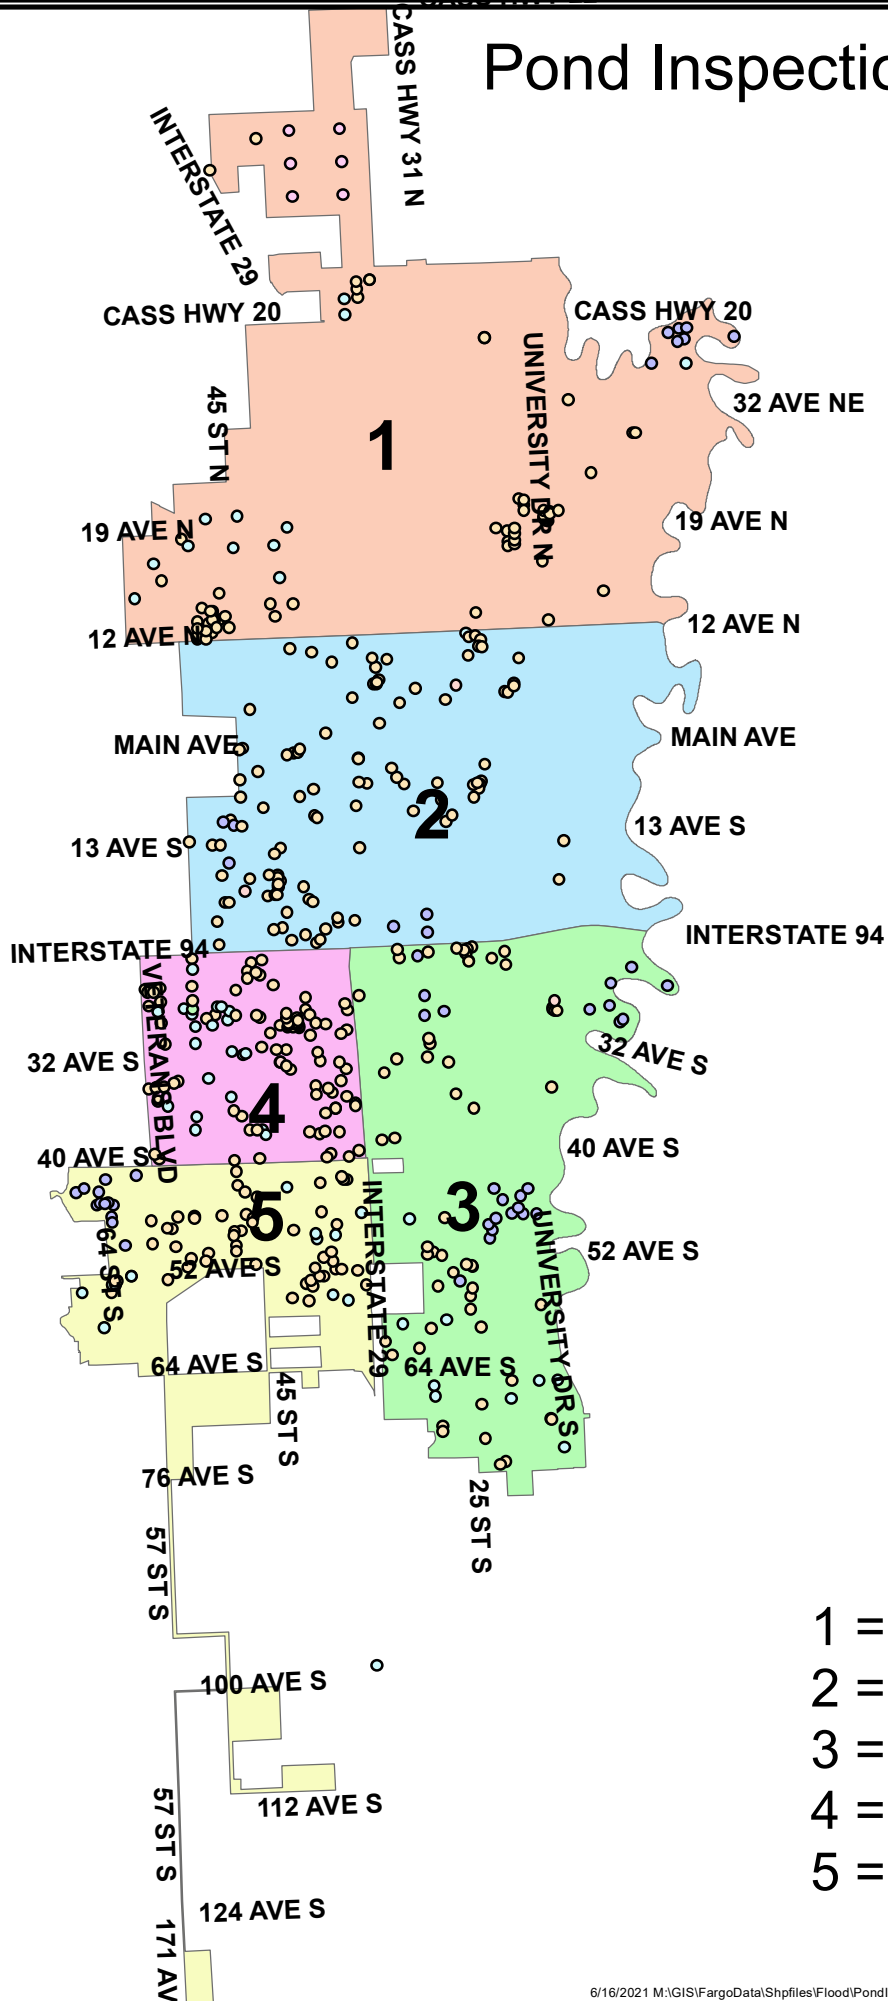 CASS HWY 31 N
Pond Inspectio
INTERSTATE 29
CASS HWY 20
CASS HWY 20
UNIVERSITY DR N
45 ST N
32 AVE NE
1
19 AVE N
19 AVE N
12 AVE N
12 AVE N
MAIN AVE
MAIN AVE
2
13 AVE S
13 AVE S
INTERSTATE 94
INTERSTATE 94
VETERANS BLVD
32 AVE S
32 AVE S
4
40 AVE S
40 AVE S
5
3
INTERSTATE 29
UNIVERSITY DR S
64 ST S
52 AVE S
52 AVE S
64 AVE S
64 AVE S
45 ST S
76 AVE S
25 ST S
57 ST S
1 =
2 =
3 =
4 =
5 =
100 AVE S
57 ST S
112 AVE S
124 AVE S
171 AV
6/16/2021 M:\GIS\FargoData\Shpfiles\Flood\PondI